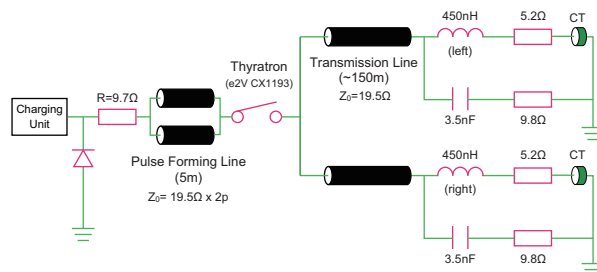 450nH
5.2Ω
CT
Thyratron
(e2V CX1193)
Transmission Line
(~150m)
Z₀=19.5Ω
(left)
Charging
Unit
R=9.7Ω
3.5nF
9.8Ω
Pulse Forming Line
(5m)
Z₀= 19.5Ω x 2p
450nH
5.2Ω
CT
(right)
3.5nF
9.8Ω